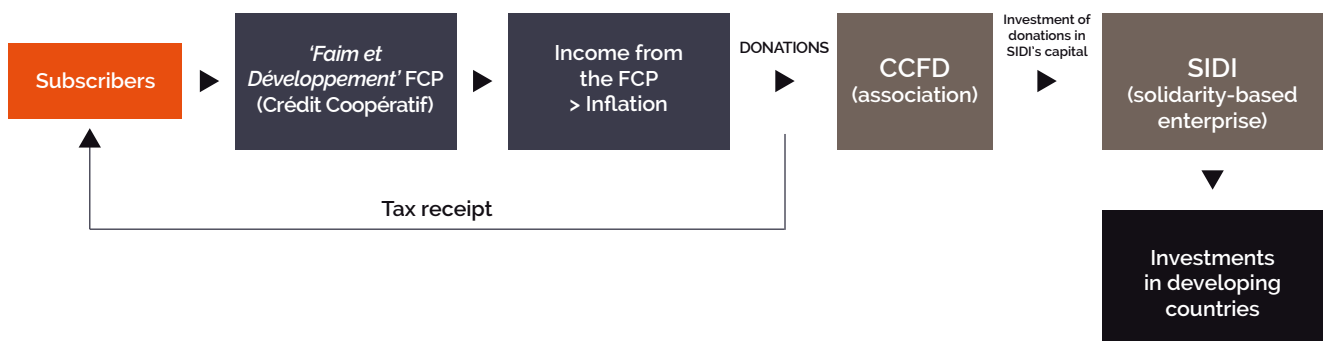 Subscribers
‘Faim et
Développement’ FCP
(Crédit Coopératif)
Income from
the FCP
> Inflation
DONATIONS
CCFD
(association)
Investment of
donations in
SIDI’s capital
SIDI
(solidarity-based
enterprise)
Tax receipt
Investments
in developing
countries